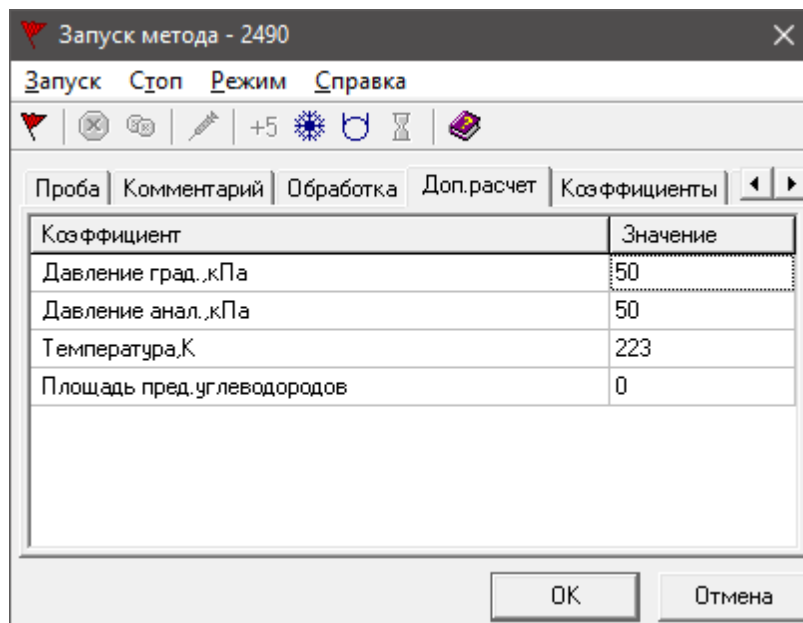 Запуск метода - 2490
Запуск Стоп Режим Справка
+5
Проба Комментарий Обработка Доп.расчет Коэффициенты
Коэффициент Значение
Давление град.,кПа 50
Давление анал.,кПа 50
Температура,К 223
Площадь пред.углеводородов 0
OK Отмена